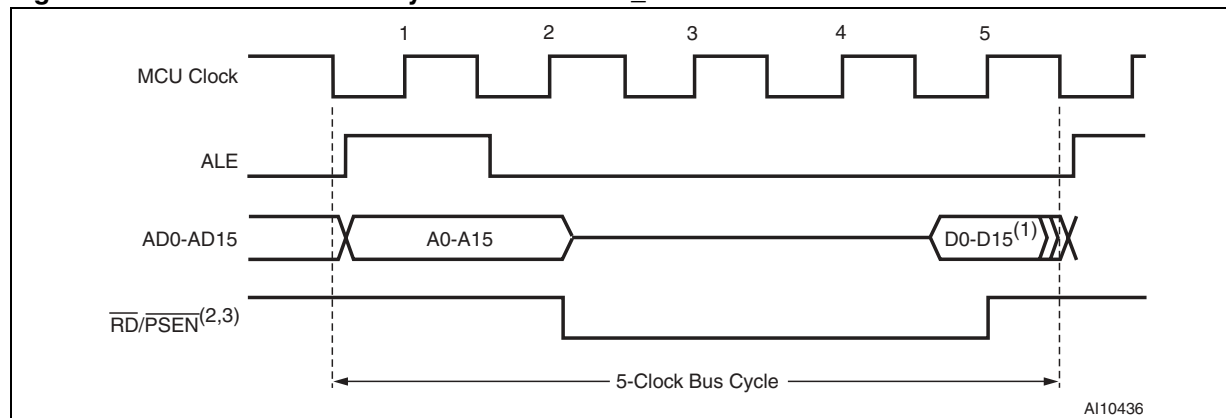 1 2 3 4 5
MCU Clock
ALE
AD0-AD15 A0-A15 D0-D15(1)
RD/PSEN(2,3)
5-Clock Bus Cycle
AI10436